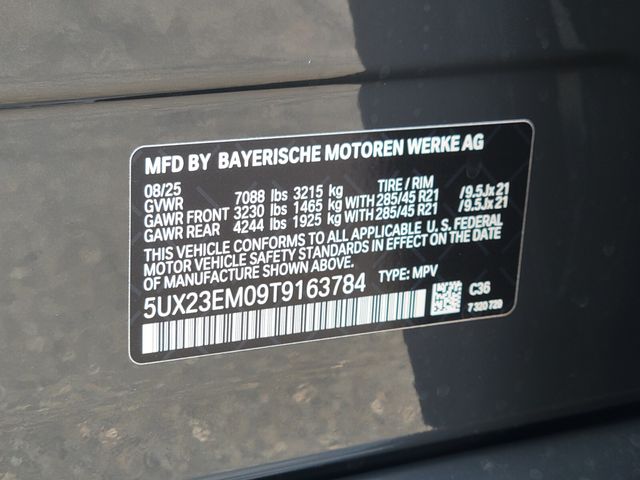 MFD BY BAYERISCHE MOTOREN WERKE AG
08/25 TIRE / RIM
GVWR 7088 lbs 3215 kg
GAWR FRONT 3230 lbs 1465 kg WITH 285/45 R21 /9.5Jx21
GAWR REAR 4244 lbs 1925 kg WITH 285/45 R21 /9.5Jx21
THIS VEHICLE CONFORMS TO ALL APPLICABLE U. S. FEDERAL
MOTOR VEHICLE SAFETY STANDARDS IN EFFECT ON THE DATE
OF MANUFACTURE SHOWN ABOVE.
5UX23EM09T9163784 TYPE: MPV
C36
7 320 720